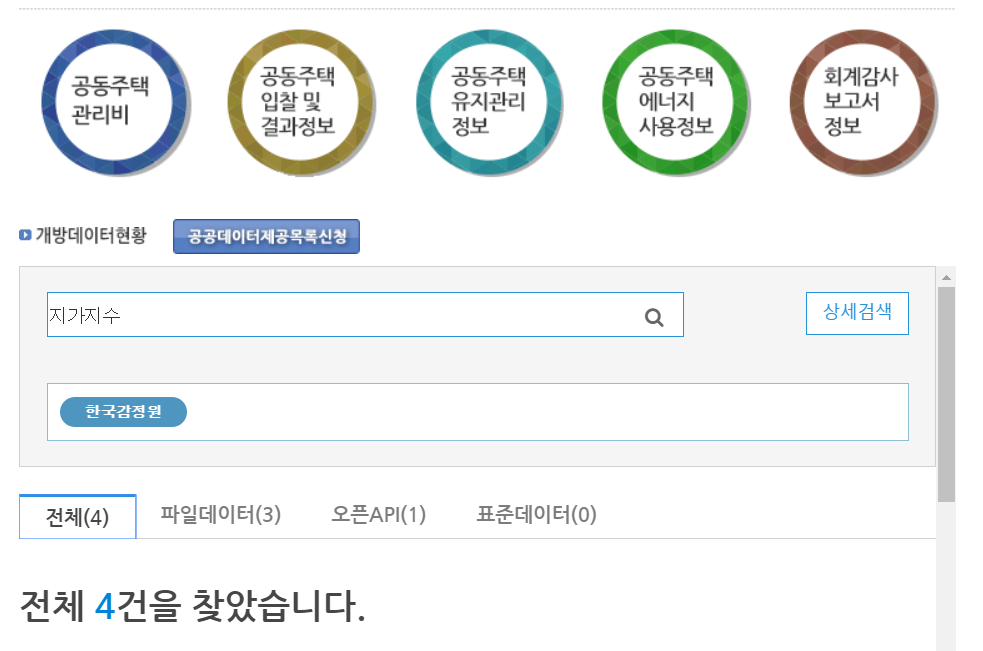 공동주택
관리비
공동주택
입찰 및
결과정보
공동주택
유지관리
정보
공동주택
에너지
사용정보
회계감사
보고서
정보
개방데이터현황
공공데이터제공목록신청
지가지수
상세검색
한국감정원
전체(4)
파일데이터(3)
오픈API(1)
표준데이터(0)
전체 4건을 찾았습니다.